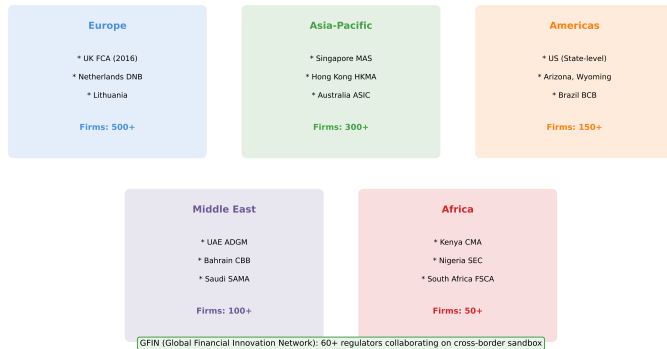 Europe
* UK FCA (2016)
* Netherlands DNB
* Lithuania
Firms: 500+
Asia-Pacific
* Singapore MAS
* Hong Kong HKMA
* Australia ASIC
Firms: 300+
Americas
* US (State-level)
* Arizona, Wyoming
* Brazil BCB
Firms: 150+
Middle East
* UAE ADGM
* Bahrain CBB
* Saudi SAMA
Firms: 100+
Africa
* Kenya CMA
* Nigeria SEC
* South Africa FSCA
Firms: 50+
GFIN (Global Financial Innovation Network): 60+ regulators collaborating on cross-border sandbox